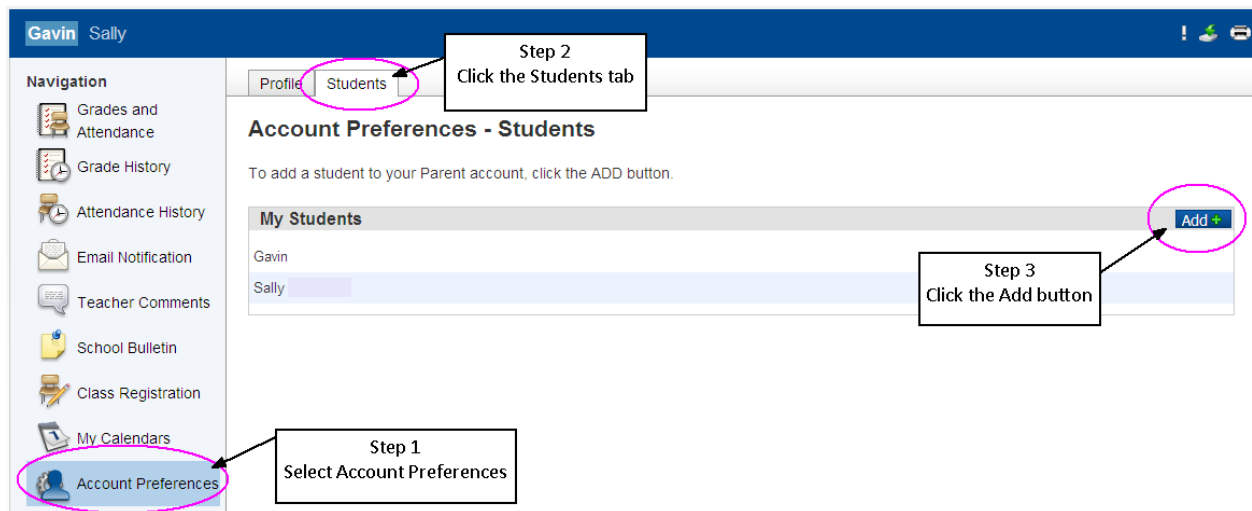 Gavin Sally
!
Step 2
Click the Students tab
Navigation
Profile Students
Grades and
Attendance
Account Preferences - Students
Grade History
To add a student to your Parent account, click the ADD button.
Attendance History
My Students
Add +
Email Notification
Gavin
Sally
Step 3
Click the Add button
Teacher Comments
School Bulletin
Class Registration
My Calendars
Step 1
Select Account Preferences
Account Preferences